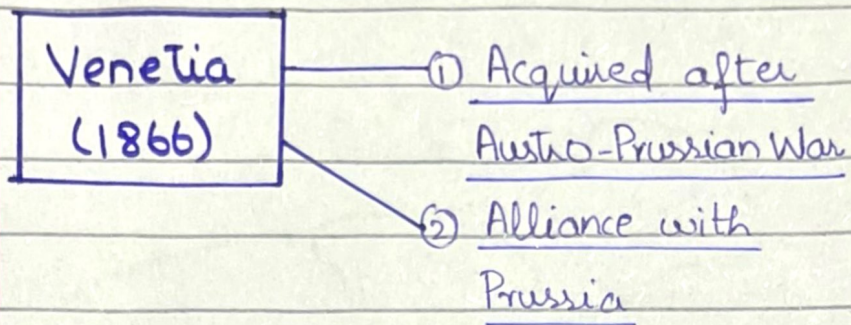 Venetia
(1866)
① Acquired after
Austro-Prussian War
② Alliance with
Prussia